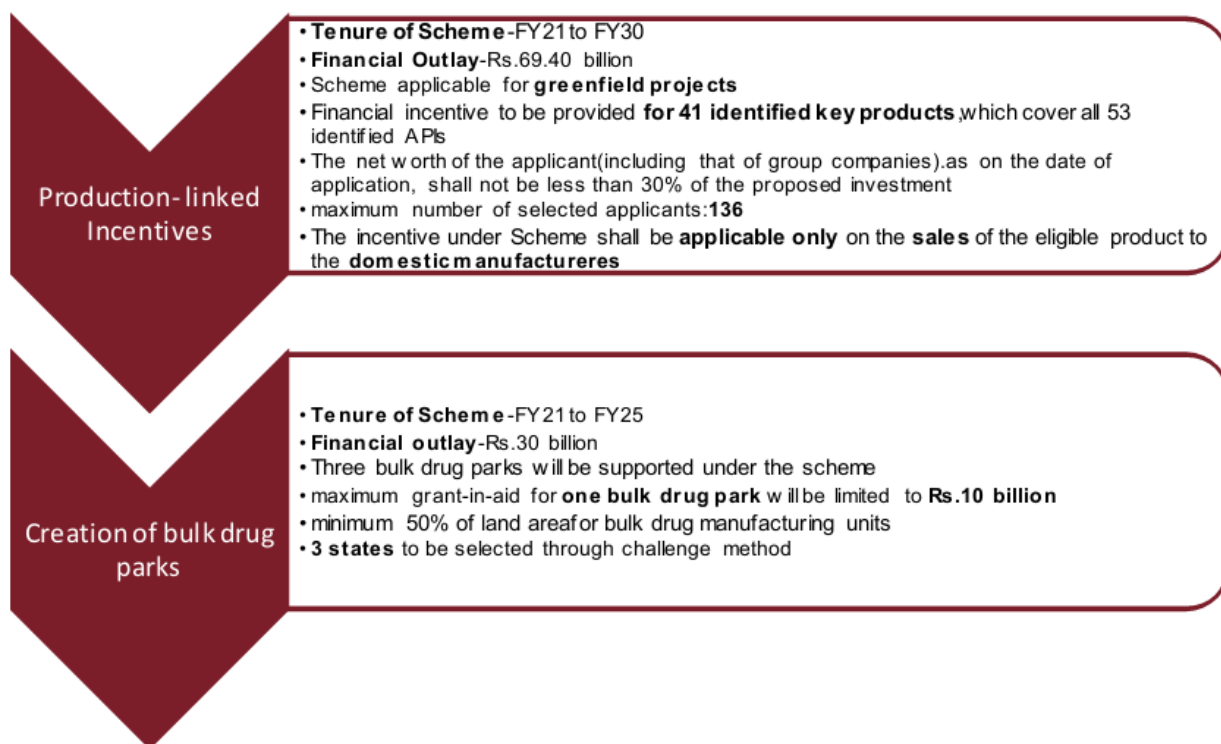 Production-linked
Incentives
• Tenure of Scheme-FY21 to FY30
• Financial Outlay-Rs.69.40 billion
• Scheme applicable for greenfield projects
• Financial incentive to be provided for 41 identified key products,which cover all 53
identified APIs
• The net worth of the applicant(including that of group companies).as on the date of
application, shall not be less than 30% of the proposed investment
• maximum number of selected applicants:136
• The incentive under Scheme shall be applicable only on the sales of the eligible product to
the domestic manufactureres
Creation of bulk drug
parks
• Tenure of Scheme-FY21 to FY25
• Financial outlay-Rs.30 billion
• Three bulk drug parks will be supported under the scheme
• maximum grant-in-aid for one bulk drug park will be limited to Rs.10 billion
• minimum 50% of land areafor bulk drug manufacturing units
• 3 states to be selected through challenge method